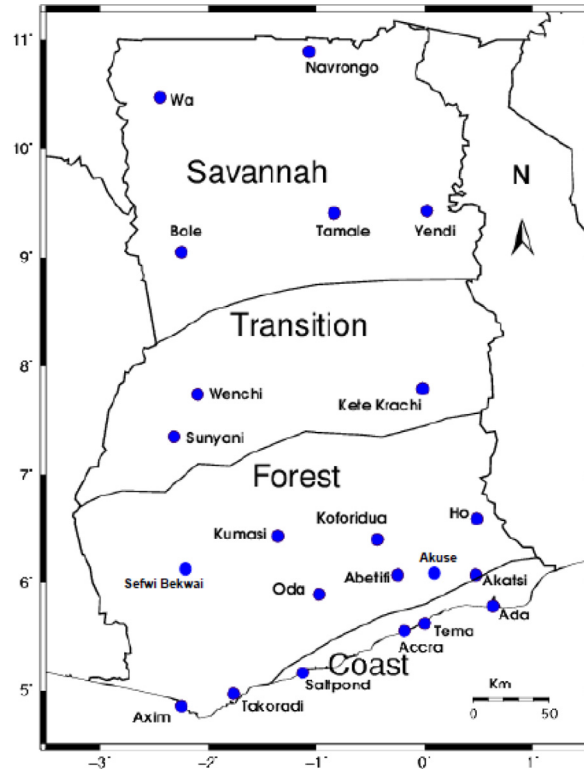 11°
Navrongo
Wa
10°
Savannah
N
Bole
Tamale
Yendi
9°
Transition
8°
Wenchi
Kete Krachi
Sunyani
7°
Forest
Ho
Koforidua
Kumasi
Akuse
Sefwi Bekwai
Abetifi
Akatsi
6°
Oda
Ada
Tema
Accra
Coast
Saltpond
Km
5°
Takoradi
Axim
0 50
-3° -2° -1° 0° 1°